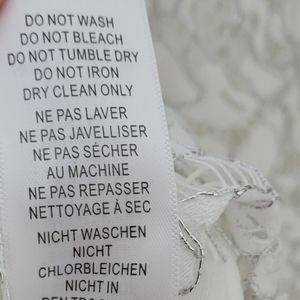 DO NOT WASH
DO NOT BLEACH
DO NOT TUMBLE DRY
DO NOT IRON
DRY CLEAN ONLY
NE PAS LAVER
NE PAS JAVELLISER
NE PAS SÈCHER
AU MACHINE
NE PAS REPASSER
NETTOYAGE À SEC
NICHT WASCHEN
NICHT
CHLORBLEICHEN
NICHT IN